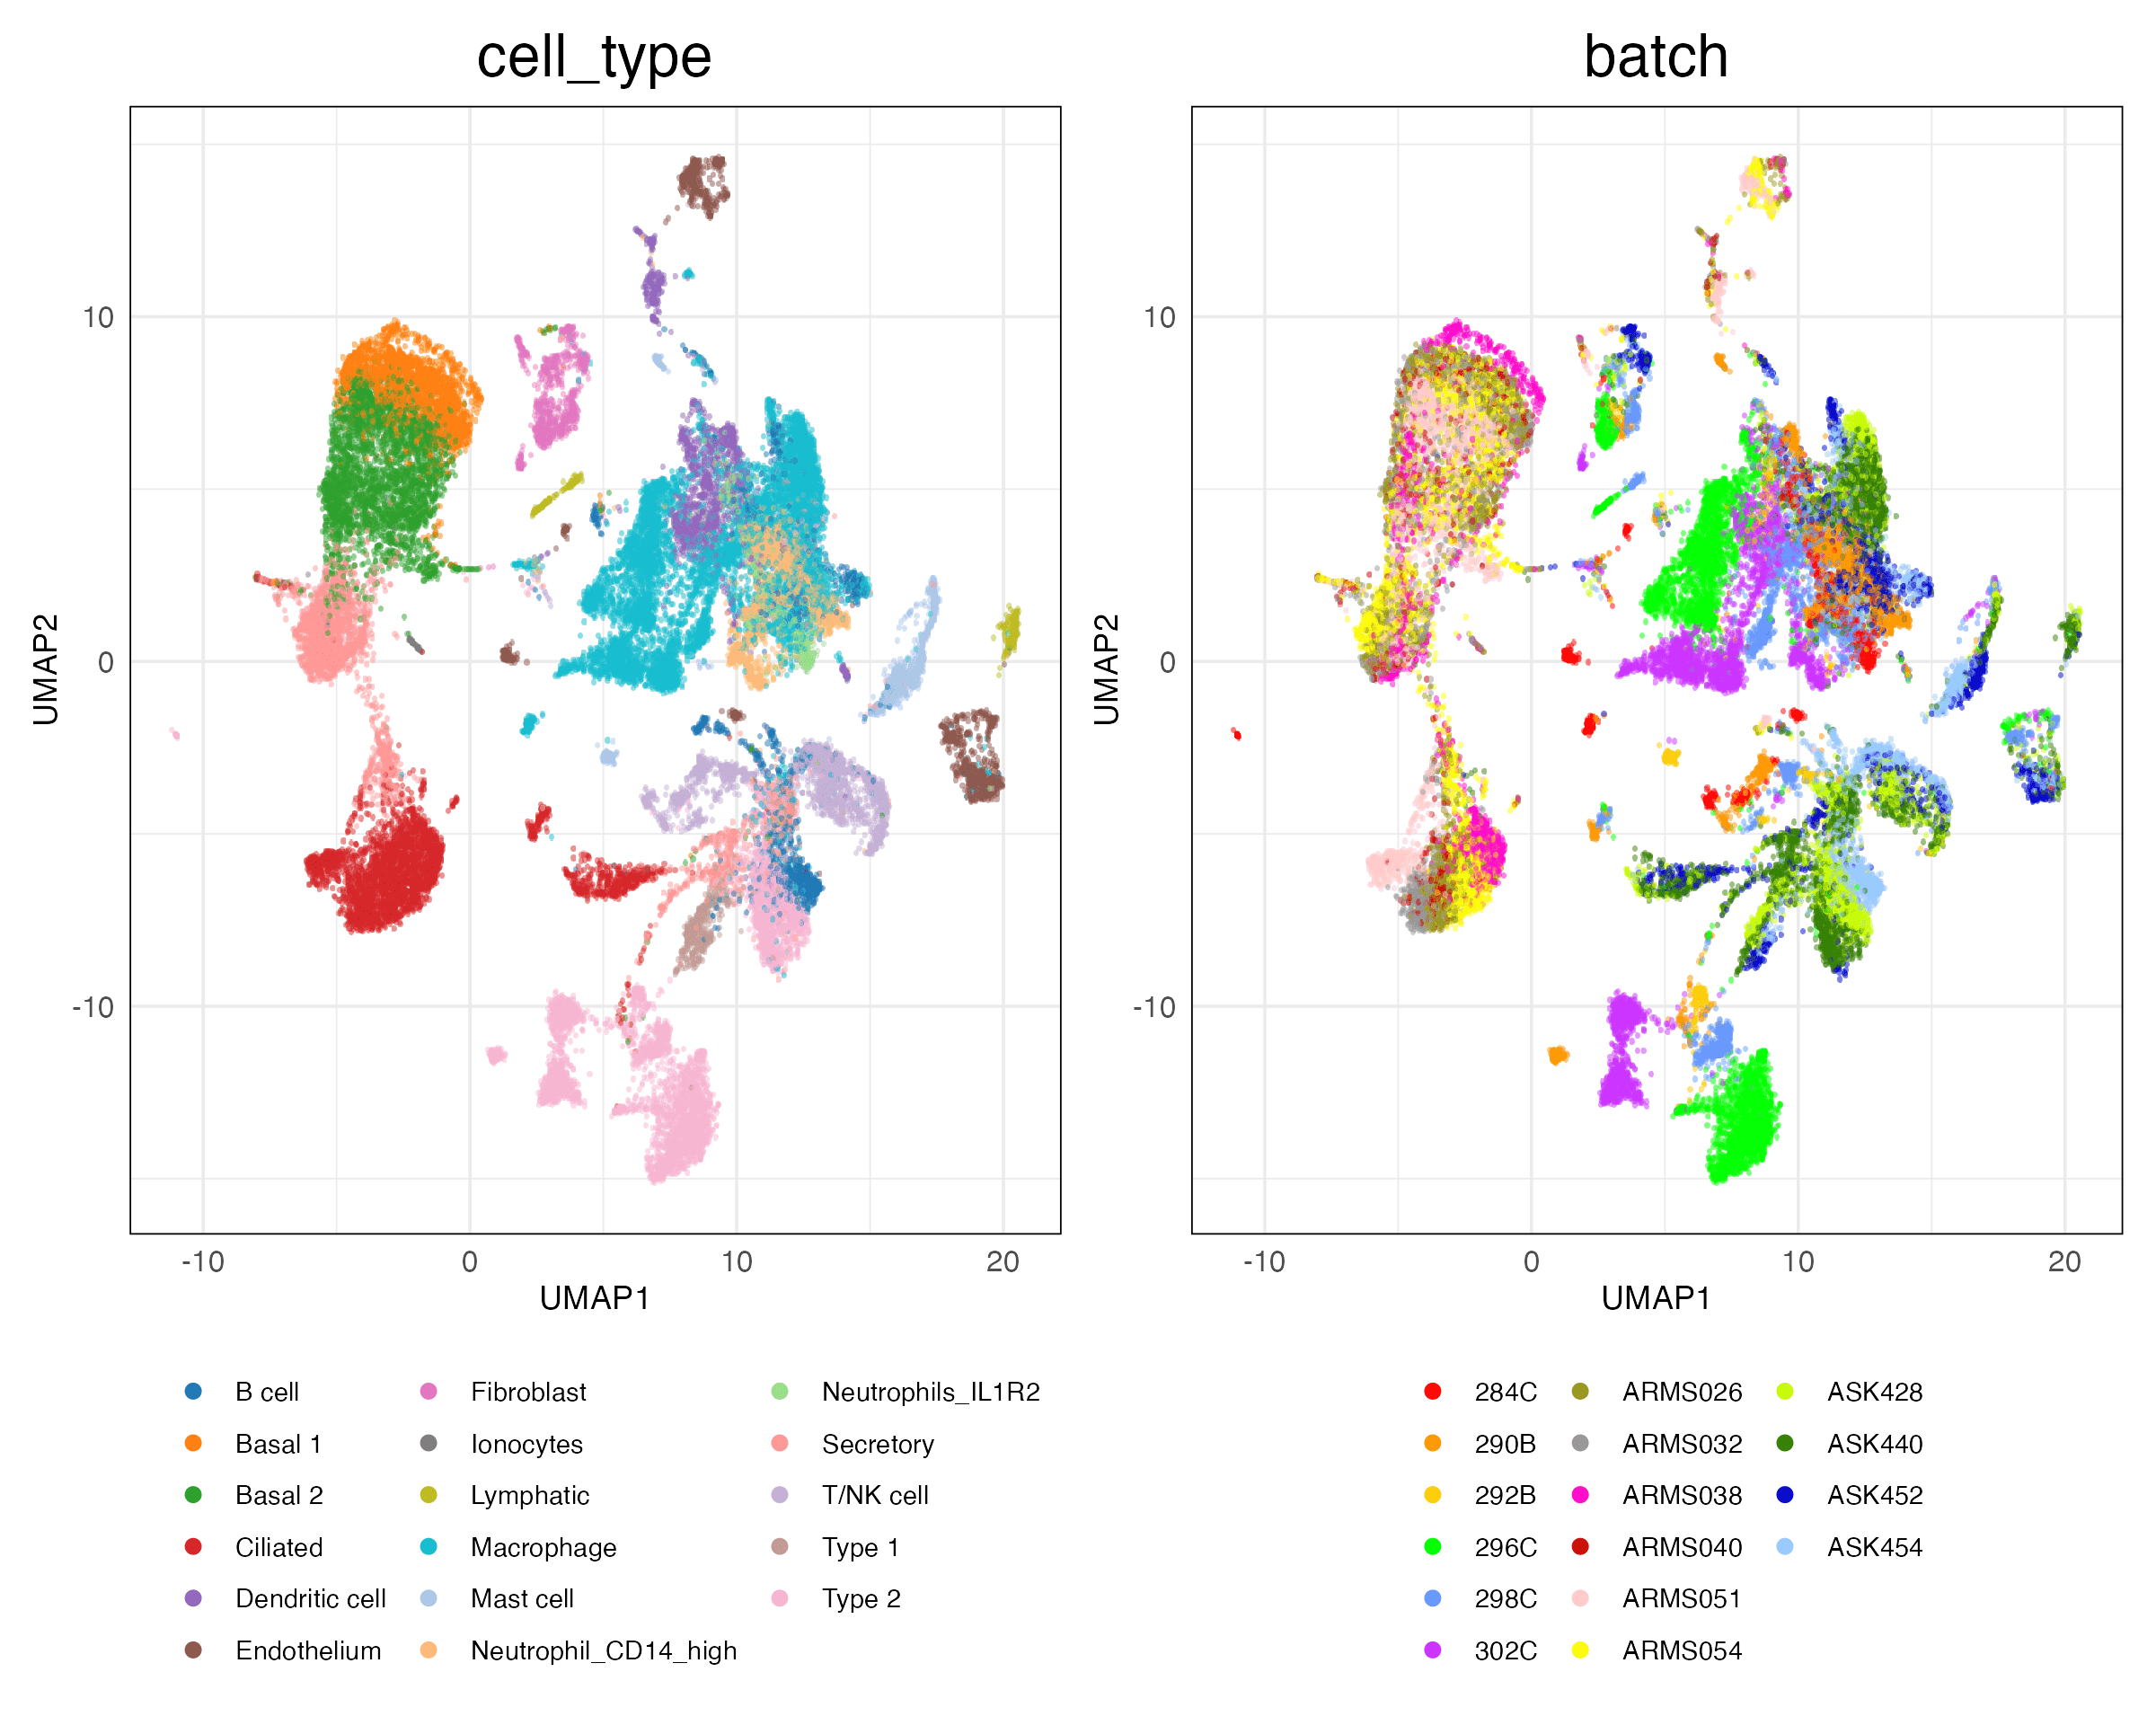 cell_type
batch
10
0
-10
UMAP2
-10
0
10
20
UMAP1
10
0
-10
UMAP2
-10
0
10
20
UMAP1
B cell
Fibroblast
Neutrophils_IL1R2
Basal 1
Ionocytes
Secretory
Basal 2
Lymphatic
T/NK cell
Ciliated
Macrophage
Type 1
Dendritic cell
Mast cell
Type 2
Endothelium
Neutrophil_CD14_high
284C
ARMS026
ASK428
290B
ARMS032
ASK440
292B
ARMS038
ASK452
296C
ARMS040
ASK454
298C
ARMS051
302C
ARMS054